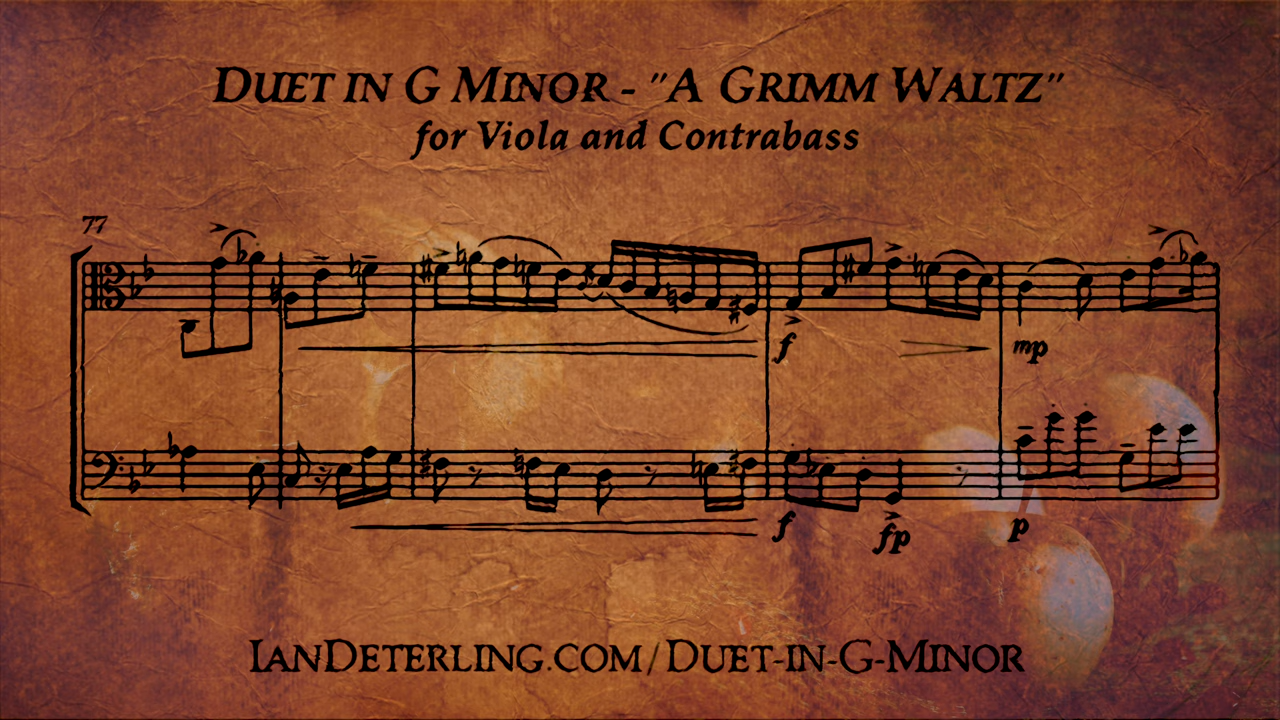 DUET IN G MINOR - "A GRIMM WALTZ"
for Viola and Contrabass
77
f
mp
f
fp
p
IANDETERLING.COM/DUET-IN-G-MINOR